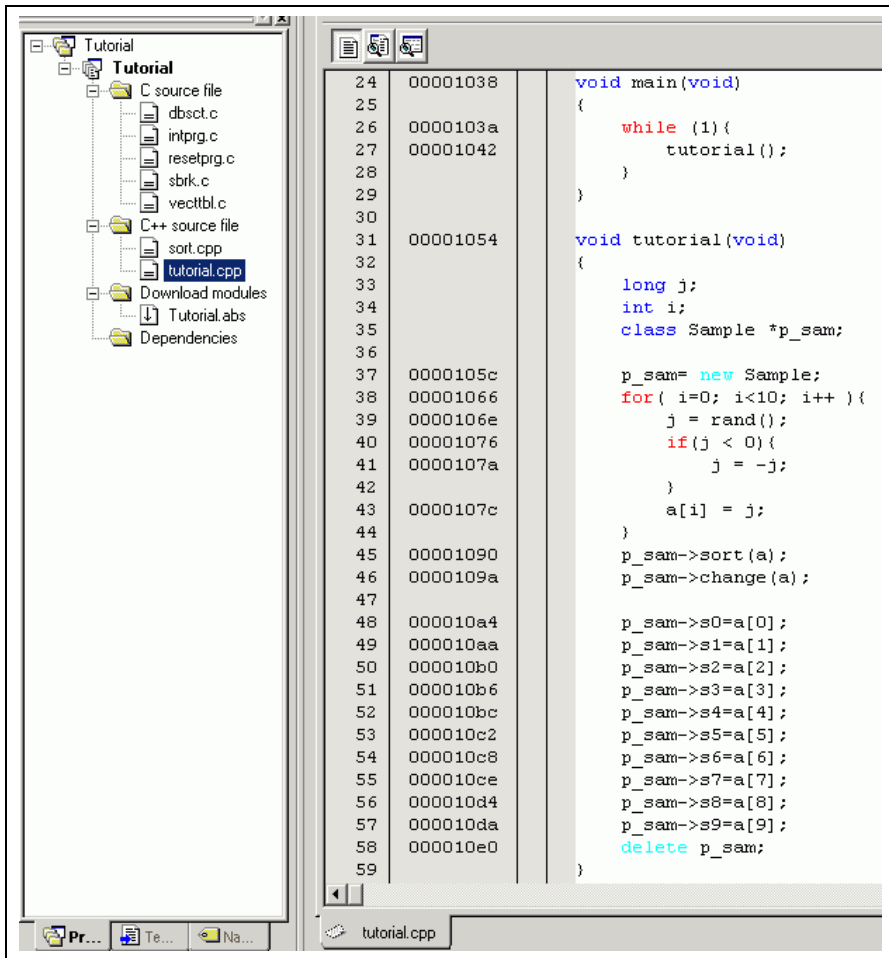 Tutorial
Tutorial
C source file
dbsct.c
intprg.c
resetprg.c
sbrk.c
vecttbl.c
C++ source file
sort.cpp
tutorial.cpp
Download modules
Tutorial.abs
Dependencies
Pr...
Te...
Na...
24 00001038 void main(void)
25 {
26 0000103a while (1){
27 00001042 tutorial();
28 }
29 }
30
31 00001054 void tutorial(void)
32 {
33 long j;
34 int i;
35 class Sample *p_sam;
36
37 0000105c p_sam= new Sample;
38 00001066 for( i=0; i<10; i++ ){
39 0000106e j = rand();
40 00001076 if(j < 0){
41 0000107a j = -j;
42 }
43 0000107c a[i] = j;
44 }
45 00001090 p_sam->sort(a);
46 0000109a p_sam->change(a);
47
48 000010a4 p_sam->s0=a[0];
49 000010aa p_sam->s1=a[1];
50 000010b0 p_sam->s2=a[2];
51 000010b6 p_sam->s3=a[3];
52 000010bc p_sam->s4=a[4];
53 000010c2 p_sam->s5=a[5];
54 000010c8 p_sam->s6=a[6];
55 000010ce p_sam->s7=a[7];
56 000010d4 p_sam->s8=a[8];
57 000010da p_sam->s9=a[9];
58 000010e0 delete p_sam;
59 }
tutorial.cpp